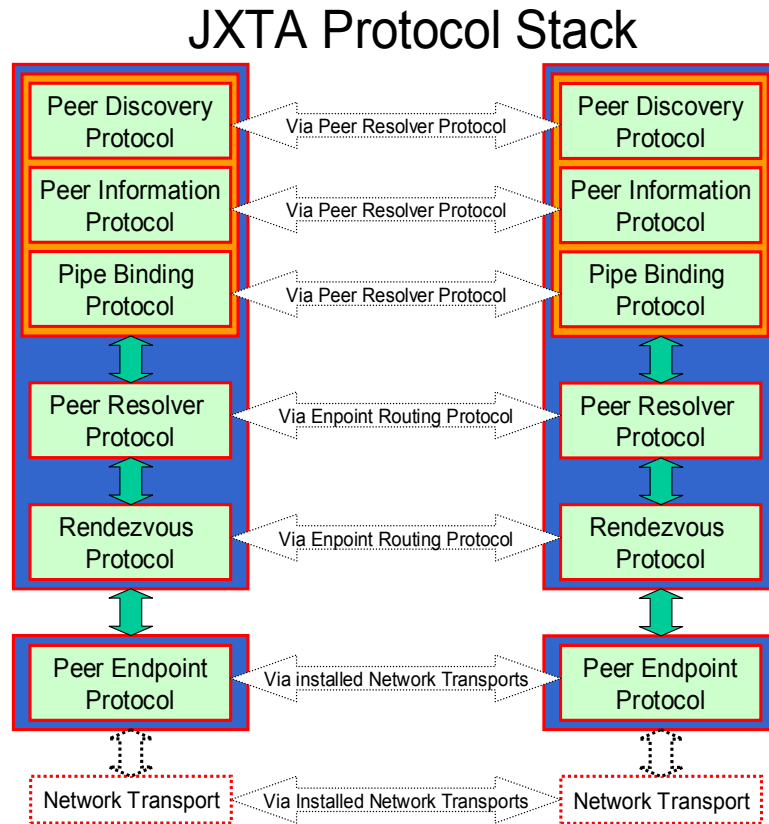 JXTA Protocol Stack
Peer Discovery
Protocol
Via Peer Resolver Protocol
Peer Discovery
Protocol
Peer Information
Protocol
Via Peer Resolver Protocol
Peer Information
Protocol
Pipe Binding
Protocol
Via Peer Resolver Protocol
Pipe Binding
Protocol
Peer Resolver
Protocol
Via Enpoint Routing Protocol
Peer Resolver
Protocol
Rendezvous
Protocol
Via Enpoint Routing Protocol
Rendezvous
Protocol
Peer Endpoint
Protocol
Via installed Network Transports
Peer Endpoint
Protocol
Network Transport
Via Installed Network Transports
Network Transport